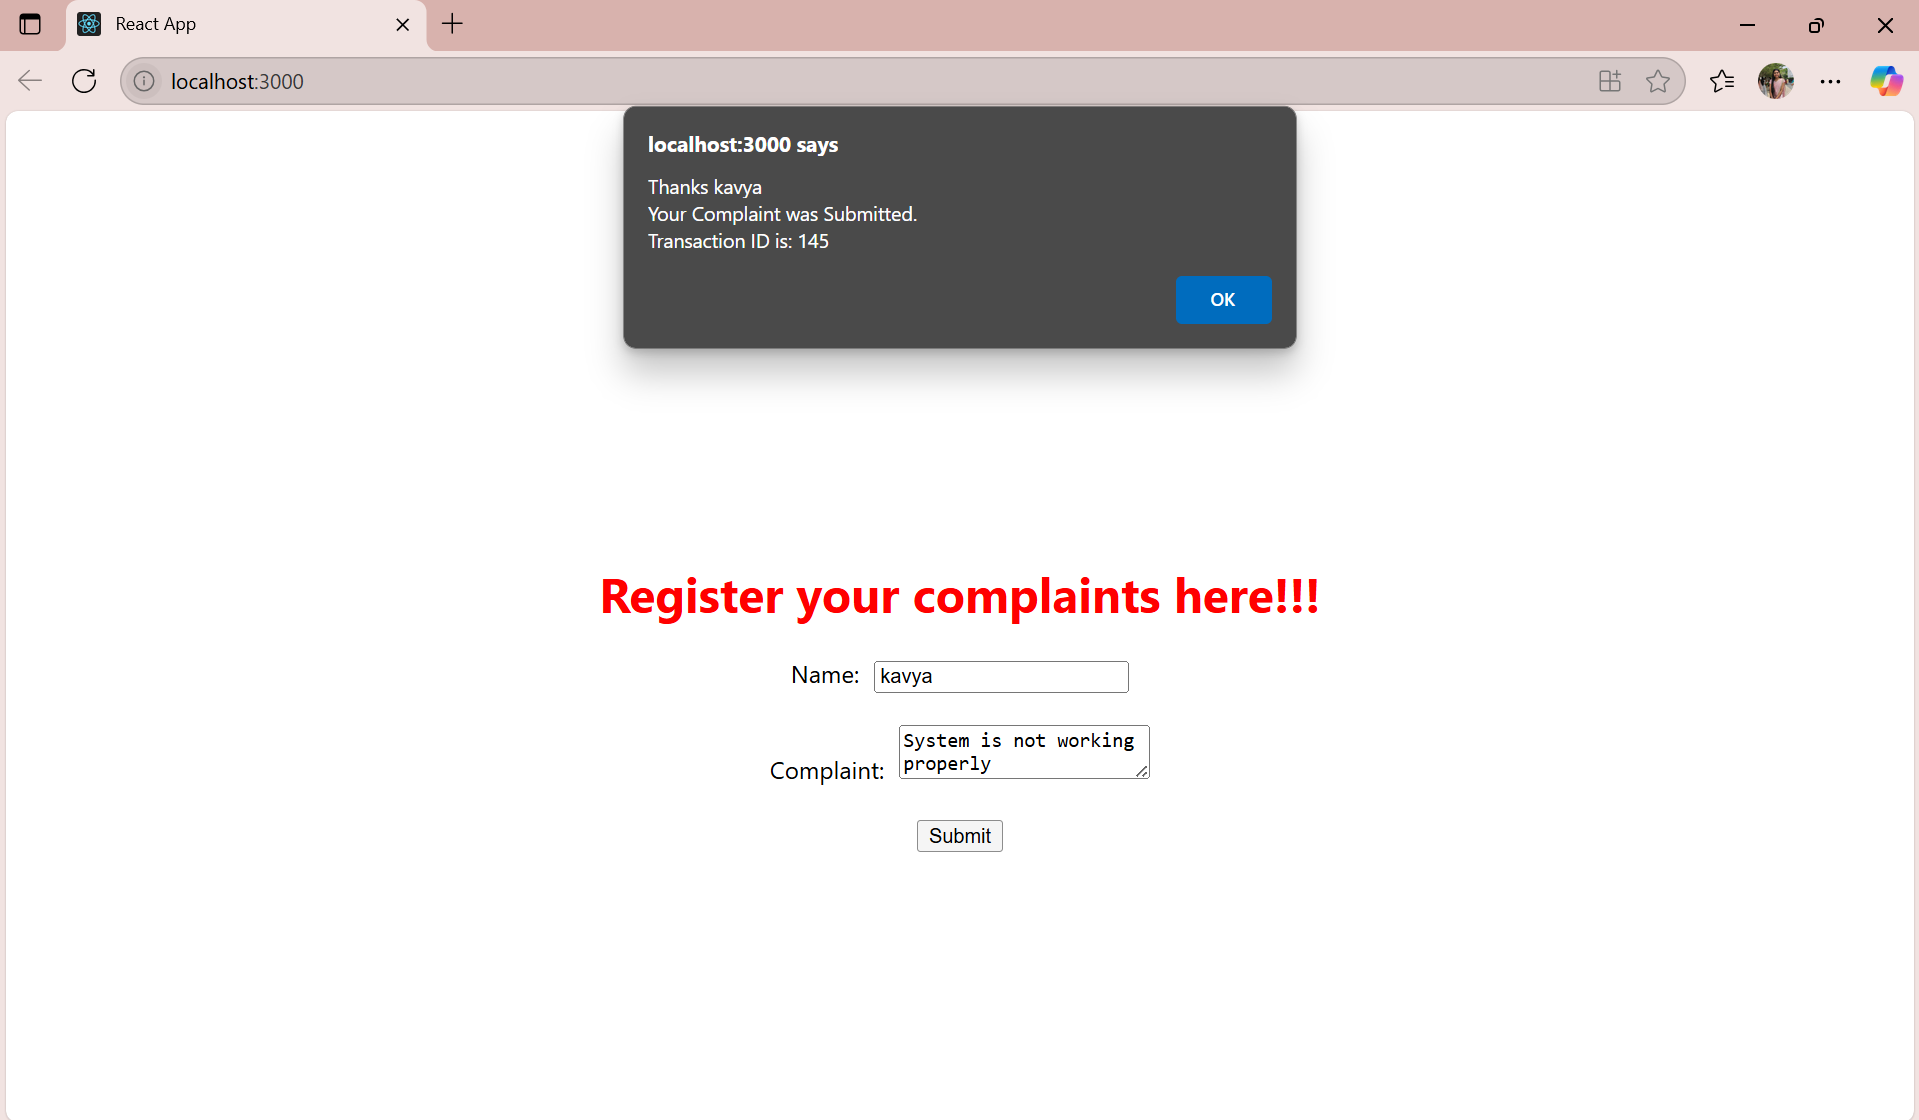 React App
localhost:3000
localhost:3000 says
Thanks kavya
Your Complaint was Submitted.
Transaction ID is: 145
OK
Register your complaints here!!!
Name: kavya
Complaint: System is not working
properly
Submit